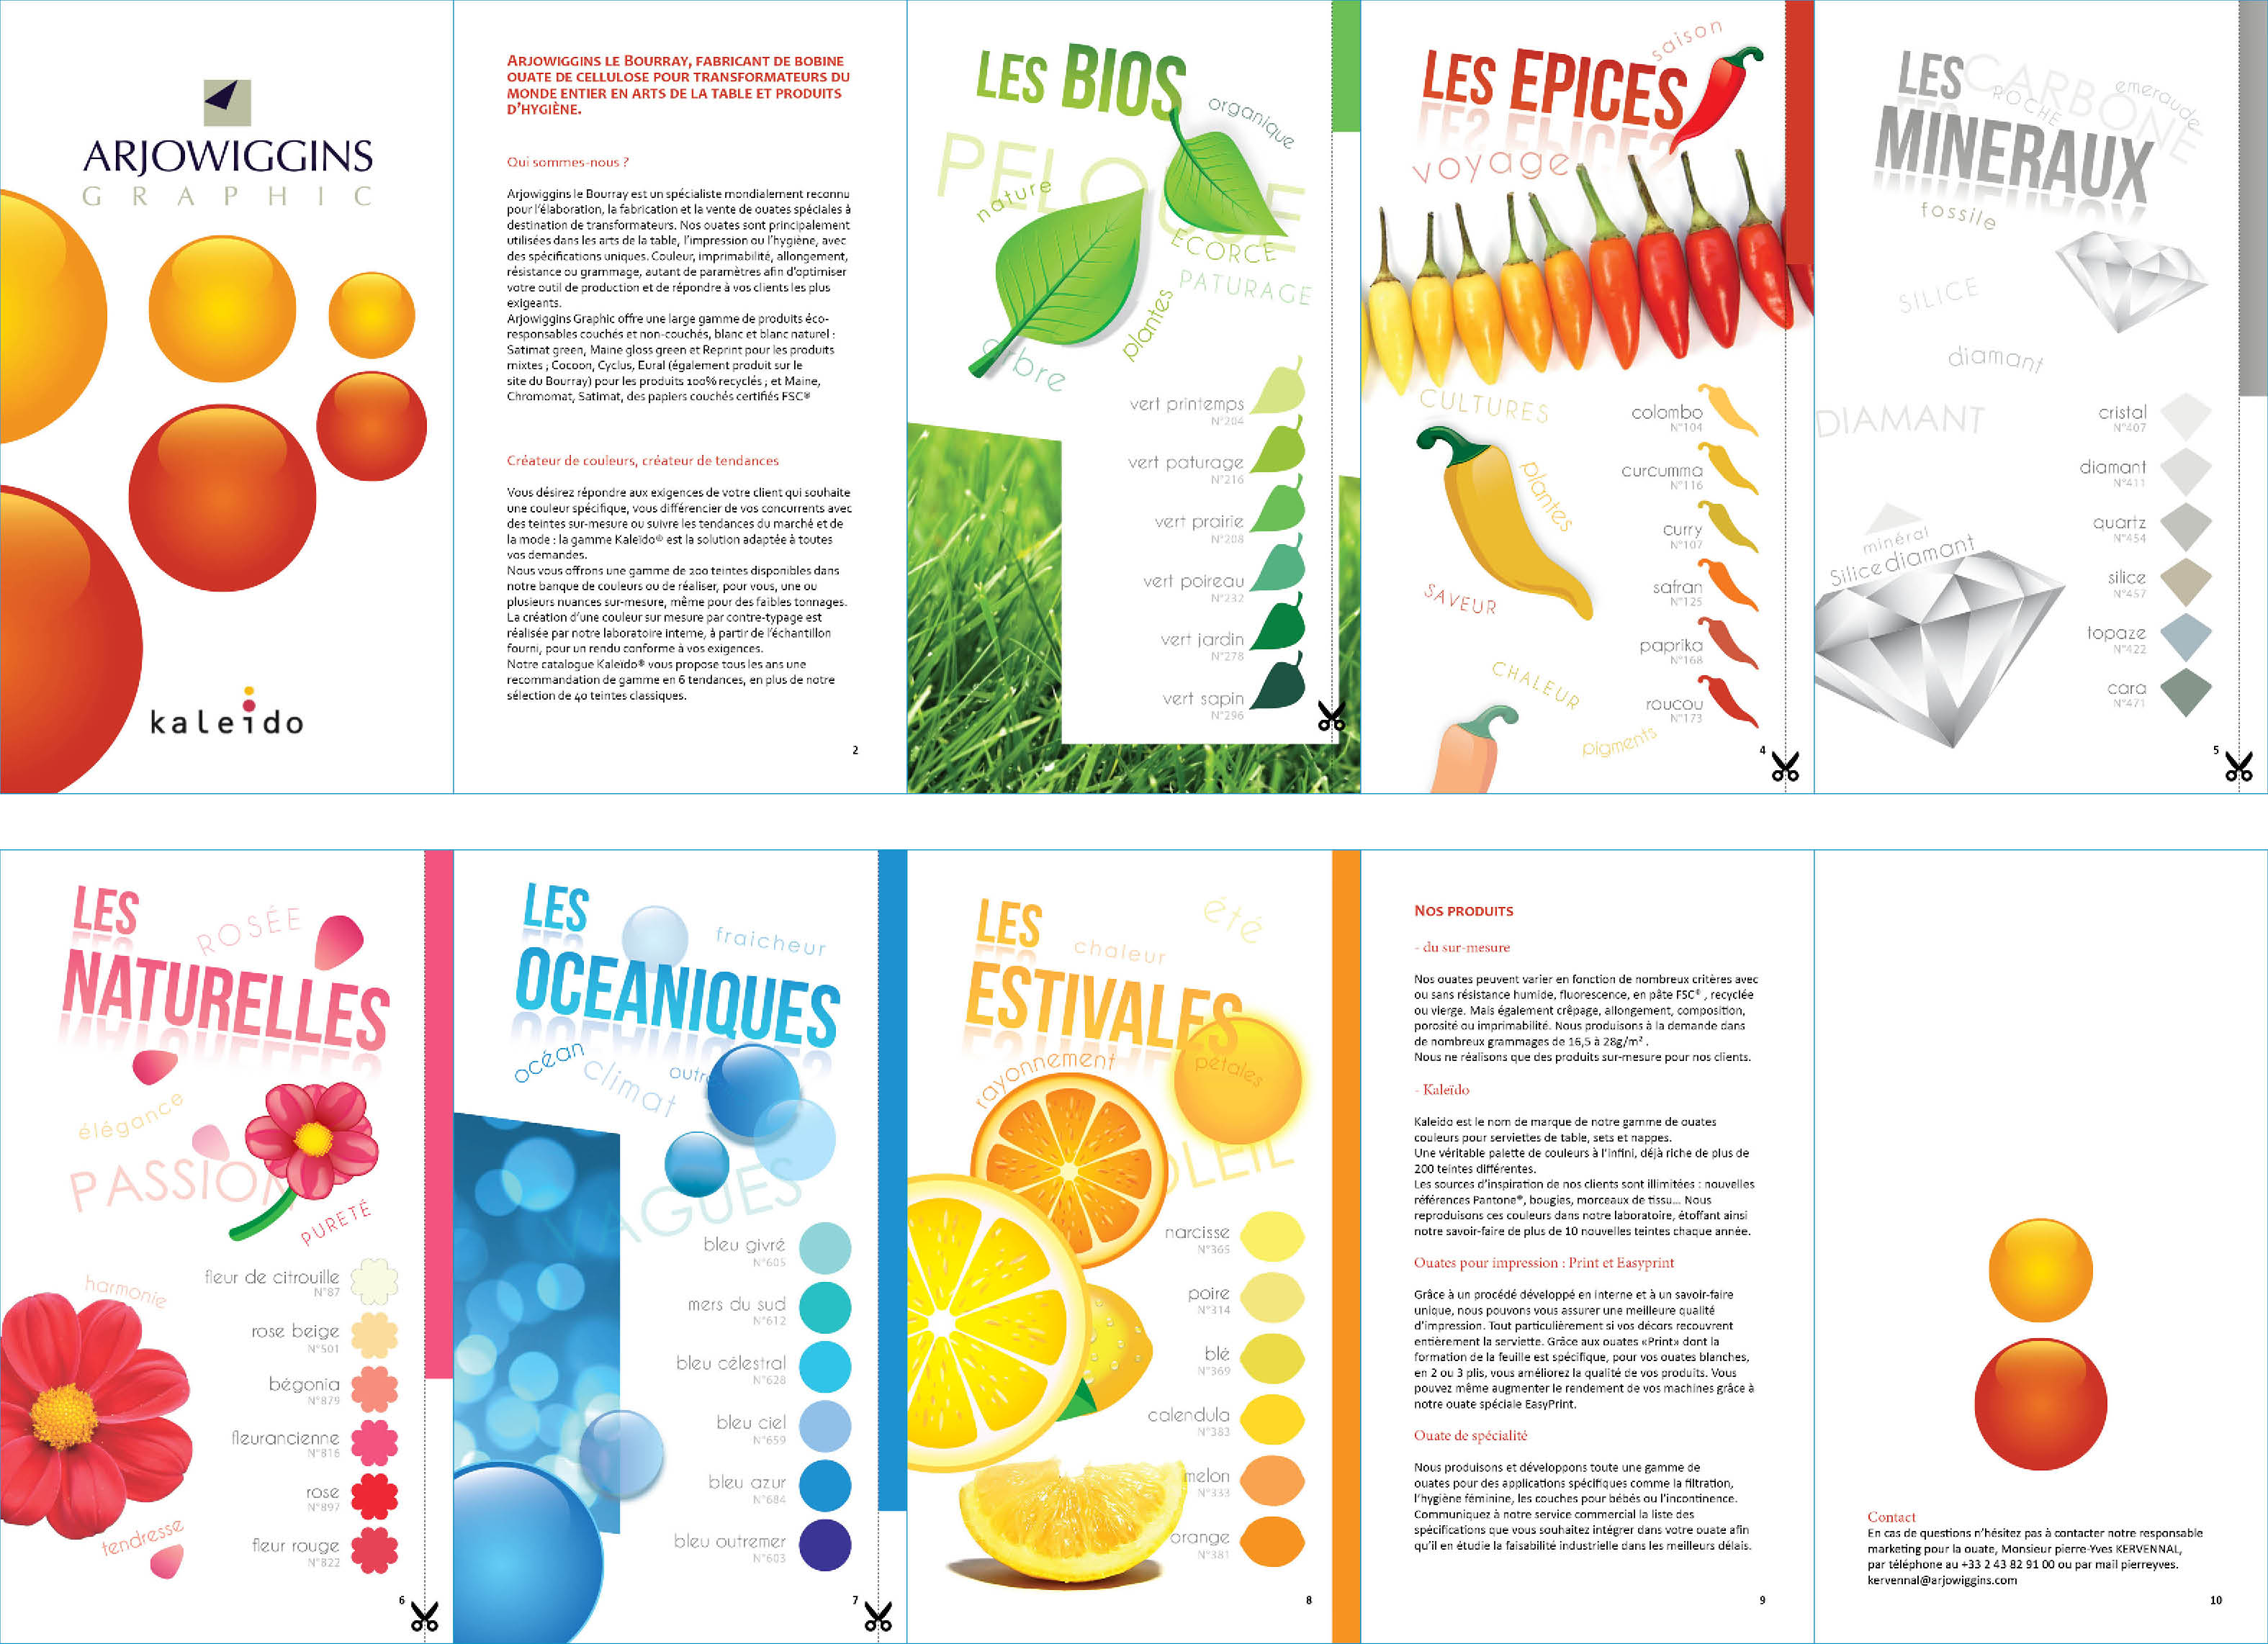 ARJOWIGGINS
GRAPHIC
kaleido
Arjowiggins le Bourray, fabricant de bobine
ouate de cellulose pour transformateurs du
monde entier en arts de la table et produits
d'hygiène.
Qui sommes-nous ?
Arjowiggins le Bourray est un spécialiste mondialement reconnu
pour l'élaboration, la fabrication et la vente de ouates spéciales à
destination de transformateurs. Nos ouates sont principalement
utilisées dans les arts de la table, l'impression ou l'hygiène, avec
des spécifications uniques. Couleur, imprimabilité, allongement,
résistance ou grammage, autant de paramètres afin d'optimiser
votre outil de production et de répondre à vos clients les plus
exigeants.
Arjowiggins Graphic offre une large gamme de produits éco-
responsables couchés et non-couchés, blanc et blanc naturel :
Satimat green, Maine gloss green et Reprint pour les produits
mixtes ; Cocoon, Cyclus, Eural (également produit sur le
site du Bourray) pour les produits 100% recyclés ; et Maine,
Chromomat, Satimat, des papiers couchés certifiés FSC®
Créateur de couleurs, créateur de tendances
Vous désirez répondre aux exigences de votre client qui souhaite
une couleur spécifique, vous différencier de vos concurrents avec
des teintes sur-mesure ou suivre les tendances du marché et de
la mode : la gamme Kaleïdo® est la solution adaptée à toutes
vos demandes.
Nous vous offrons une gamme de 200 teintes disponibles dans
notre banque de couleurs ou de réaliser, pour vous, une ou
plusieurs nuances sur-mesure, même pour des faibles tonnages.
La création d'une couleur sur mesure par contre-typage est
réalisée par notre laboratoire interne, à partir de l'échantillon
fourni, pour un rendu conforme à vos exigences.
Notre catalogue Kaleïdo® vous propose tous les ans une
recommandation de gamme en 6 tendances, en plus de notre
sélection de 40 teintes classiques.
2
LES BIOS
organique
PELOUSE
nature
ECORCE
PATURAGE
plantes
arbre
vert printemps
N°204
vert paturage
N°216
vert prairie
N°208
vert poireau
N°232
vert jardin
N°278
vert sapin
N°296
LES EPICES
saison
voyage
CULTURES
plantes
SAVEUR
CHALEUR
pigments
colombo
N°104
curcumma
N°116
curry
N°107
safran
N°125
paprika
N°168
roucou
N°173
4
LES
MINERAUX
CARBONE
ROCHE
emeraude
fossile
SILICE
diamant
DIAMANT
minéral
Silice diamant
cristal
N°407
diamant
N°411
quartz
N°454
silice
N°457
topaze
N°422
cara
N°471
5
LES
NATURELLES
ROSÉE
élégance
PASSION
PURETÉ
harmonie
tendresse
fleur de citrouille
N°87
rose beige
N°501
bégonia
N°879
fleurancienne
N°816
rose
N°897
fleur rouge
N°822
6
LES
OCEANIQUES
fraicheur
océan
climat
outre
VAGUES
bleu givré
N°605
mers du sud
N°612
bleu célestral
N°628
bleu ciel
N°659
bleu azur
N°684
bleu outremer
N°603
7
LES
ESTIVALES
été
chaleur
rayonnement
pétales
OLEIL
narcisse
N°365
poire
N°314
blé
N°369
calendula
N°383
melon
N°333
orange
N°381
8
Nos produits
- du sur-mesure
Nos ouates peuvent varier en fonction de nombreux critères avec
ou sans résistance humide, fluorescence, en pâte FSC® , recyclée
ou vierge. Mais également crêpage, allongement, composition,
porosité ou imprimabilité. Nous produisons à la demande dans
de nombreux grammages de 16,5 à 28g/m² .
Nous ne réalisons que des produits sur-mesure pour nos clients.
- Kaleïdo
Kaleido est le nom de marque de notre gamme de ouates
couleurs pour serviettes de table, sets et nappes.
Une véritable palette de couleurs à l'infini, déjà riche de plus de
200 teintes différentes.
Les sources d'inspiration de nos clients sont illimitées : nouvelles
références Pantone®, bougies, morceaux de tissu... Nous
reproduisons ces couleurs dans notre laboratoire, étoffant ainsi
notre savoir-faire de plus de 10 nouvelles teintes chaque année.
Ouates pour impression : Print et Easyprint
Grâce à un procédé développé en interne et à un savoir-faire
unique, nous pouvons vous assurer une meilleure qualité
d'impression. Tout particulièrement si vos décors recouvrent
entièrement la serviette. Grâce aux ouates «Print» dont la
formation de la feuille est spécifique, pour vos ouates blanches,
en 2 ou 3 plis, vous améliorez la qualité de vos produits. Vous
pouvez même augmenter le rendement de vos machines grâce à
notre ouate spéciale EasyPrint.
Ouate de spécialité
Nous produisons et développons toute une gamme de
ouates pour des applications spécifiques comme la filtration,
l'hygiène féminine, les couches pour bébés ou l'incontinence.
Communiquez à notre service commercial la liste des
spécifications que vous souhaitez intégrer dans votre ouate afin
qu'il en étudie la faisabilité industrielle dans les meilleurs délais.
9
Contact
En cas de questions n'hésitez pas à contacter notre responsable
marketing pour la ouate, Monsieur pierre-Yves KERVENNAL,
par téléphone au +33 2 43 82 91 00 ou par mail pierreyves.
kervennal@arjowiggins.com
10